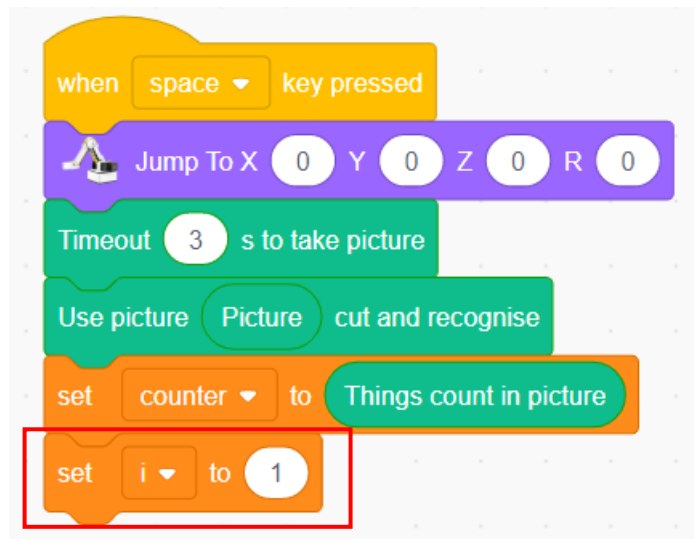 when space key pressed
Jump To X 0 Y 0 Z 0 R 0
Timeout 3 s to take picture
Use picture Picture cut and recognise
set counter to Things count in picture
set i to 1